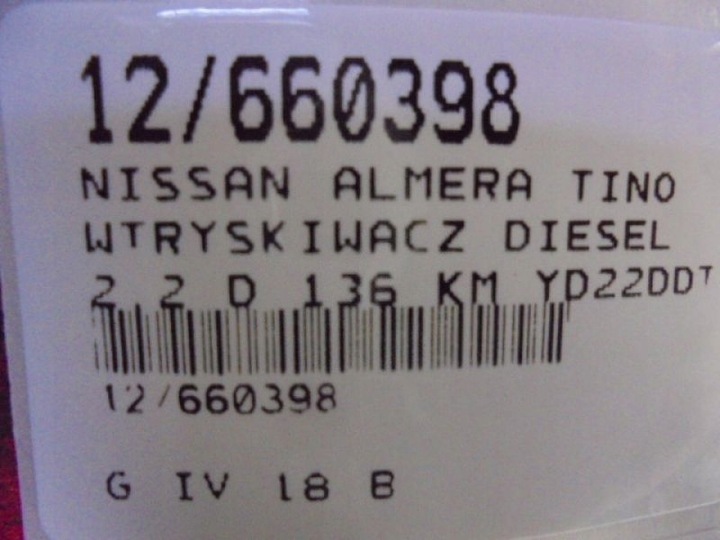 12/660398
NISSAN ALMERA TINO
WTRYSKIWACZ DIESEL
2.2 D 136 KM YD22DDT
12/660398
G IV 18 B